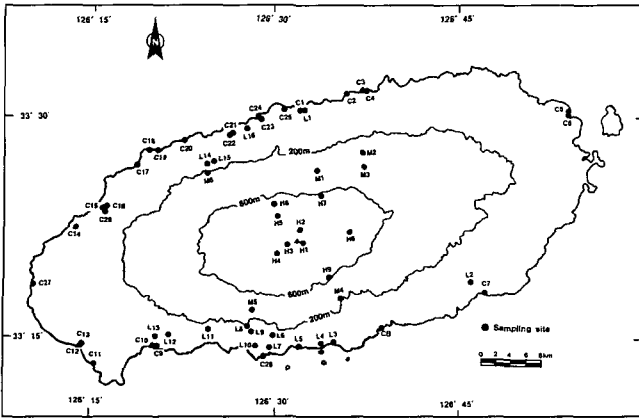 126° 15'
126° 30'
126° 45'
N
C3
C1
C2
C4
C24
C25
L1
C5
33° 30'
C21
C23
C6
C22
L16
C18
C19
C20
200m
L14
L15
M2
C17
M6
M1
M3
600m
H6
H7
C15
C16
C26
H5
C14
H2
H8
H3
H1
H4
C27
H9
L2
600m
C7
M4
M5
200m
Sampling site
L8
L9
L6
C8
33° 15'
C13
L13
L11
C12
C10
C9
L12
L10
L7
L5
L4
L3
0 2 4 6 8km
C11
C28
126° 15'
126° 30'
126° 45'